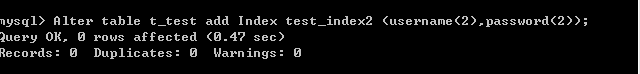 mysql> Alter table t_test add Index test_index2 (username(2),password(2));
Query OK, 0 rows affected (0.47 sec)
Records: 0  Duplicates: 0  Warnings: 0